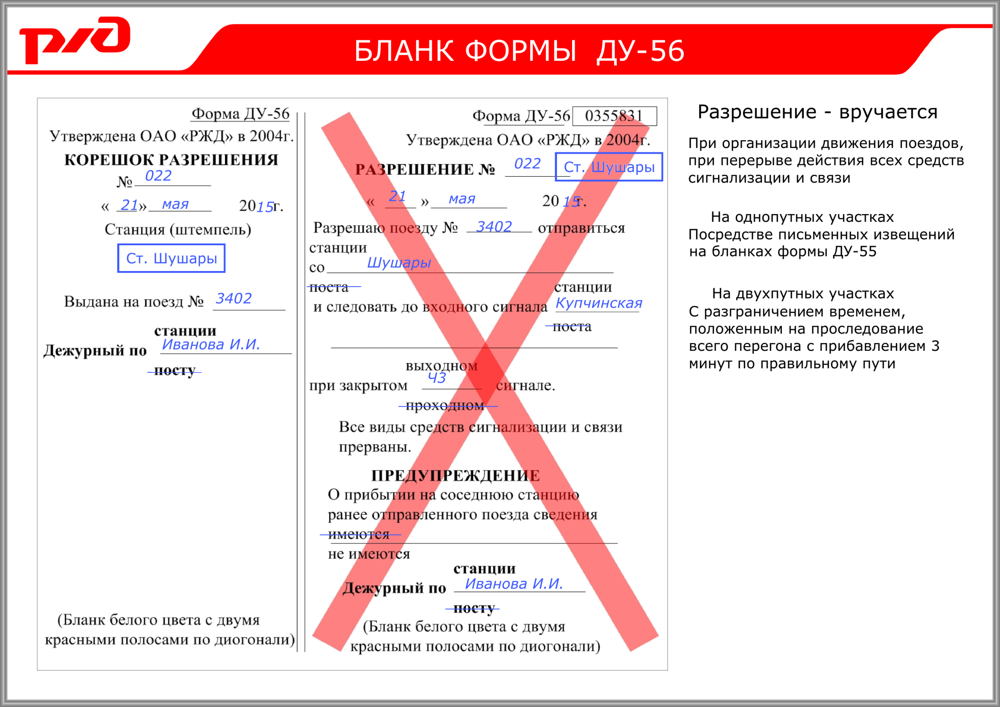 ржд
БЛАНК ФОРМЫ ДУ-56
Форма ДУ-56
Утверждена ОАО «РЖД» в 2004г.
КОРЕШОК РАЗРЕШЕНИЯ
№ 022
« 21» мая 2015г.
Станция (штемпель)
Ст. Шушары
Выдана на поезд № 3402
станции
Дежурный по Иванова И.И.
посту
(Бланк белого цвета с двумя
красными полосами по диогонали)
Форма ДУ-56 0355831
Утверждена ОАО «РЖД» в 2004г.
РАЗРЕШЕНИЕ № 022 Ст. Шушары
« 21 » мая 20 15г.
Разрешаю поезду № 3402 отправиться
станции
со Шушары
поста станции
и следовать до входного сигнала Купчинская
поста
выходном
при закрытом Ч3 сигнале.
проходном
Все виды средств сигнализации и связи
прерваны.
ПРЕДУПРЕЖДЕНИЕ
О прибытии на соседнюю станцию
ранее отправленного поезда сведения
имеются
не имеются
станции
Дежурный по Иванова И.И.
посту
(Бланк белого цвета с двумя
красными полосами по диогонали)
Разрешение - вручается
При организации движения поездов,
при перерыве действия всех средств
сигнализации и связи
На однопутных участках
Посредстве письменных извещений
на бланках формы ДУ-55
На двухпутных участках
С разграничением временем,
положенным на проследование
всего перегона с прибавлением 3
минут по правильному пути